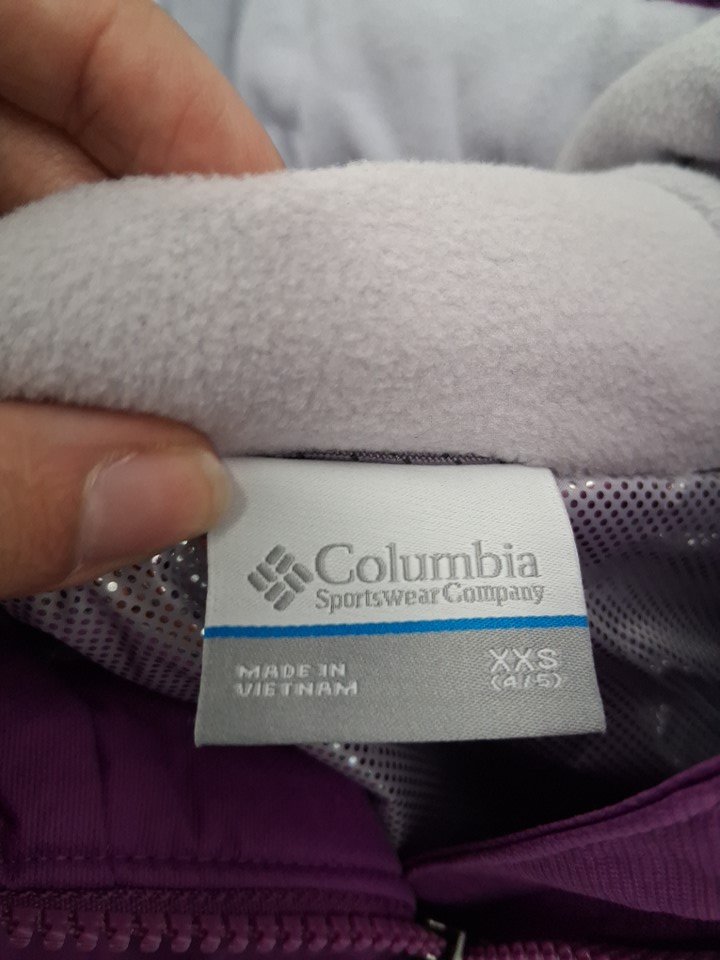 Columbia
Sportswear Company
MADE IN
VIETNAM
XXS
(4/5)